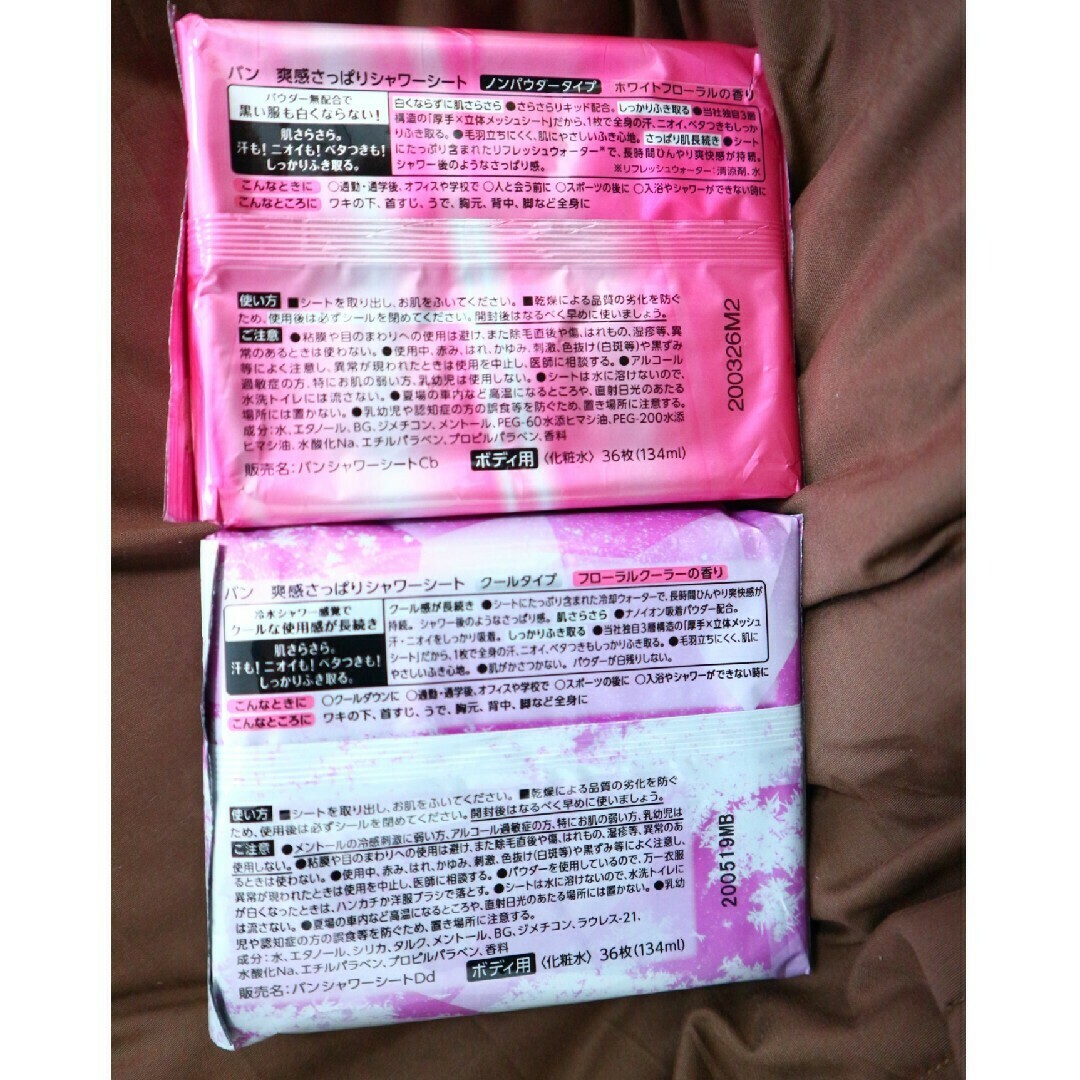 バン 爽感さっぱりシャワーシート ノンパウダータイプ ホワイトフローラルの香り
パウダー無配合で
黒い服も白くならない!
肌さらさら。
汗も! ニオイも! ベタつきも!
しっかりふき取る。
白くならずに肌さらさら ●さらさらリキッド配合。 しっかりふき取る ●当社独自3層
構造の「厚手×立体メッシュシート」だから、1枚で全身の汗、ニオイ、ベタつきもしっか
りふき取る。 ●毛羽立ちにくく、肌にやさしいふき心地。 さっぱり肌長続き ●シート
にたっぷり含まれたリフレッシュウォーター※で、長時間ひんやり爽快感が持続。
シャワー後のようなさっぱり感。 ※リフレッシュウォーター:清涼剤、水
こんなときに ○通勤・通学後、オフィスや学校で ○人と会う前に ○スポーツの後に ○入浴やシャワーができない時に
こんなところに ワキの下、首すじ、うで、胸元、背中、脚など全身に
使い方 ■シートを取り出し、お肌をふいてください。 ■乾燥による品質の劣化を防ぐ
ため、使用後は必ずシールを閉めてください。開封後はなるべく早めに使いましょう。
ご注意 ●粘膜や目のまわりへの使用は避け、また除毛直後や傷、はれもの、湿疹等、異
常のあるときは使わない。 ●使用中、赤み、はれ、かゆみ、刺激、色抜け(白斑等)や黒ずみ
等によく注意し、異常が現われたときは使用を中止し、医師に相談する。 ●アルコール
過敏症の方、特にお肌の弱い方、乳幼児は使用しない。 ●シートは水に溶けないので、
水洗トイレには流さない。 ●夏場の車内など高温になるところや、直射日光のあたる
場所には置かない。 ●乳幼児や認知症の方の誤食等を防ぐため、置き場所に注意する。
成分:水、エタノール、BG、ジメチコン、メントール、PEG-60水添ヒマシ油、PEG-200水添
ヒマシ油、水酸化Na、エチルパラベン、プロピルパラベン、香料
販売名:バンシャワーシートCb ボディ用 〈化粧水〉 36枚(134ml)
200326M2
バン 爽感さっぱりシャワーシート クールタイプ フローラルクーラーの香り
冷水シャワー感覚で
クールな使用感が長続き
肌さらさら。
汗も! ニオイも! ベタつきも!
しっかりふき取る。
クール感が長続き ●シートにたっぷり含まれた冷却ウォーターで、長時間ひんやり爽快感が
持続。 シャワー後のようなさっぱり感。 肌さらさら ●ナノイオン吸着パウダー配合。
汗・ニオイをしっかり吸着。 しっかりふき取る ●当社独自3層構造の「厚手×立体メッシュ
シート」だから、1枚で全身の汗、ニオイ、ベタつきもしっかりふき取る。 ●毛羽立ちにくく、肌に
やさしいふき心地。 ●肌がかさつかない。 パウダーが白残りしない。
こんなときに ○クールダウンに ○通勤・通学後、オフィスや学校で ○スポーツの後に ○入浴やシャワーができない時に
こんなところに ワキの下、首すじ、うで、胸元、背中、脚など全身に
使い方 ■シートを取り出し、お肌をふいてください。 ■乾燥による品質の劣化を防ぐ
ため、使用後は必ずシールを閉めてください。開封後はなるべく早めに使いましょう。
ご注意 ●メントールの冷感刺激に弱い方、アルコール過敏症の方、特にお肌の弱い方、乳幼児は
使用しない。 ●粘膜や目のまわりへの使用は避け、また除毛直後や傷、はれもの、湿疹等、異常のあ
るときは使わない。 ●使用中、赤み、はれ、かゆみ、刺激、色抜け(白斑等)や黒ずみ等によく注意し、
異常が現われたときは使用を中止し、医師に相談する。 ●パウダーを使用しているので、万一衣服
が白くなったときは、ハンカチか洋服ブラシで落とす。 ●シートは水に溶けないので、水洗トイレに
は流さない。 ●夏場の車内など高温になるところや、直射日光のあたる場所には置かない。 ●乳幼
児や認知症の方の誤食等を防ぐため、置き場所に注意する。
成分:水、エタノール、シリカ、タルク、メントール、BG、ジメチコン、ラウレス-21、
水酸化Na、エチルパラベン、プロピルパラベン、香料
販売名:バンシャワーシートDd ボディ用 〈化粧水〉 36枚(134ml)
200519MB